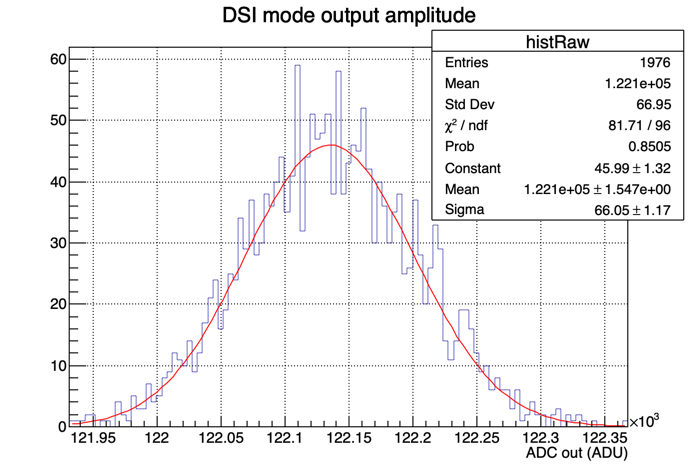 DSI mode output amplitude
histRaw
Entries 1976
Mean 1.221e+05
Std Dev 66.95
χ² / ndf 81.71 / 96
Prob 0.8505
Constant 45.99 ± 1.32
Mean 1.221e+05 ± 1.547e+00
Sigma 66.05 ± 1.17
60
50
40
30
20
10
0
121.95 122 122.05 122.1 122.15 122.2 122.25 122.3 122.35
×10³
ADC out (ADU)